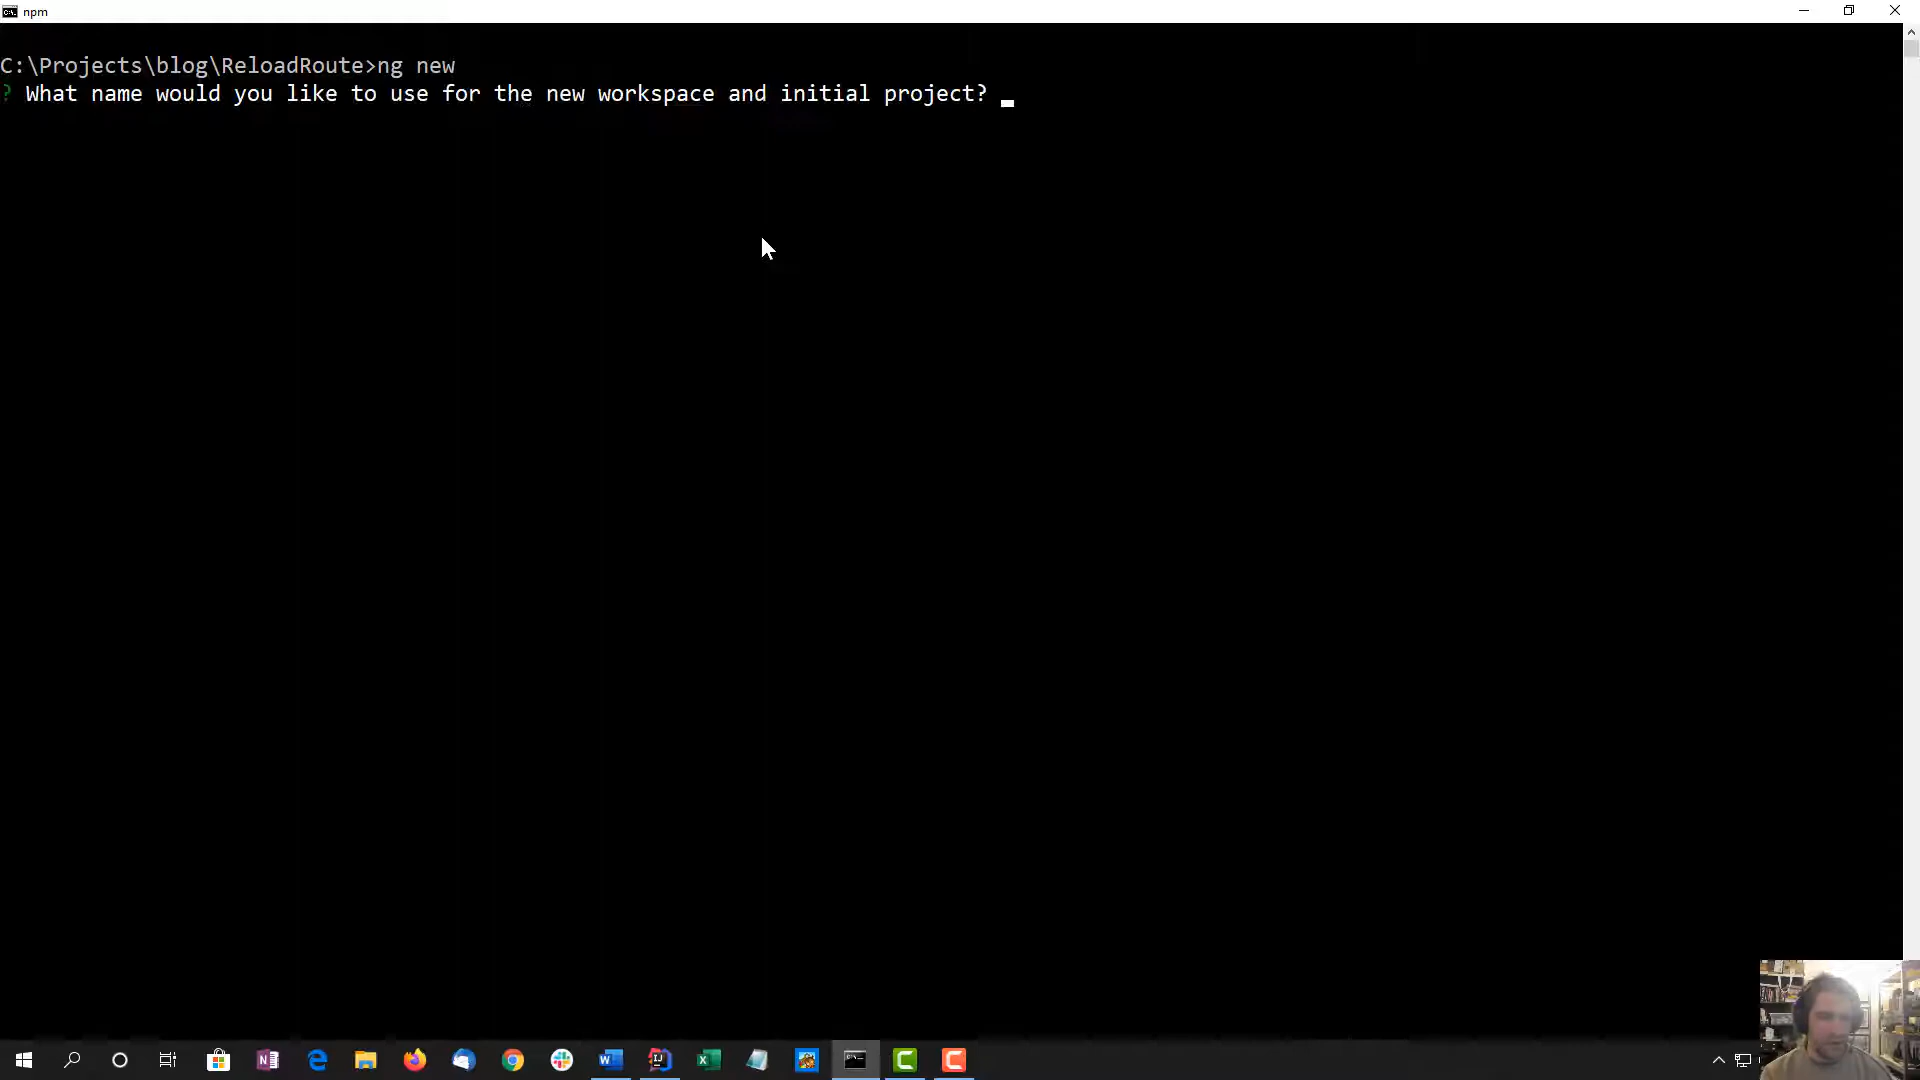 npm
C:\Projects\blog\ReloadRoute>ng new
? What name would you like to use for the new workspace and initial project?